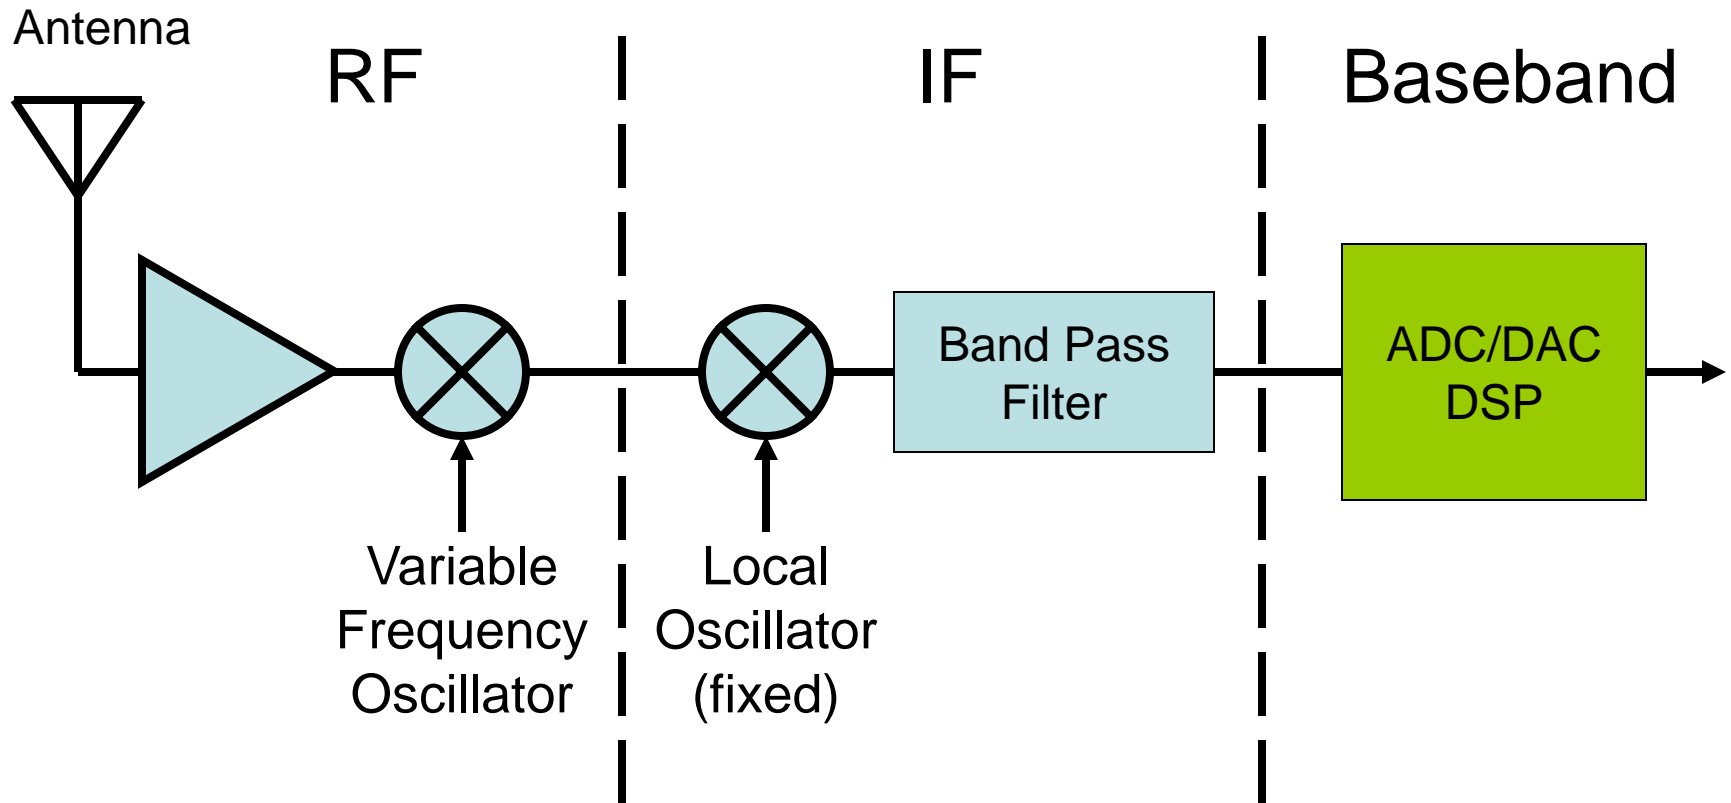 Antenna
RF
IF
Baseband
Band Pass
Filter
ADC/DAC
DSP
Variable
Frequency
Oscillator
Local
Oscillator
(fixed)